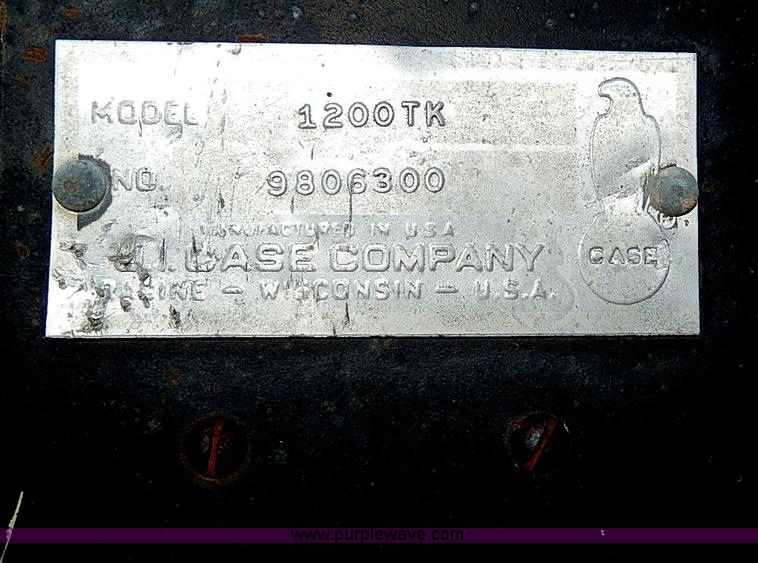 MODEL 1200TK
NO. 9806300
MANUFACTURED IN U S A
J.I. CASE COMPANY
RACINE - WISCONSIN - U.S.A.
CASE
www.purplewave.com